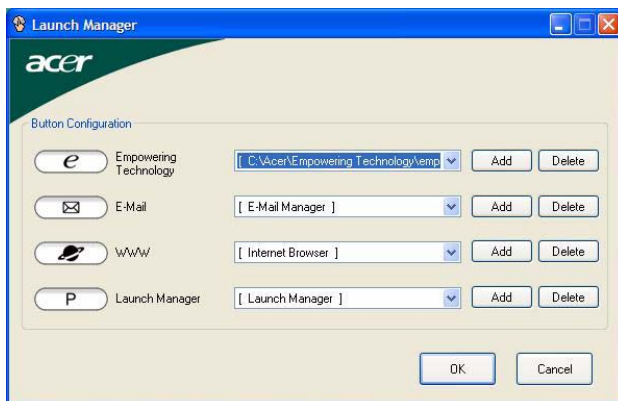 Launch Manager
acer
Button Configuration
e Empowering Technology [ C:\Acer\Empowering Technology\emp Add Delete
E-Mail [ E-Mail Manager ] Add Delete
WWW [ Internet Browser ] Add Delete
P Launch Manager [ Launch Manager ] Add Delete
OK Cancel